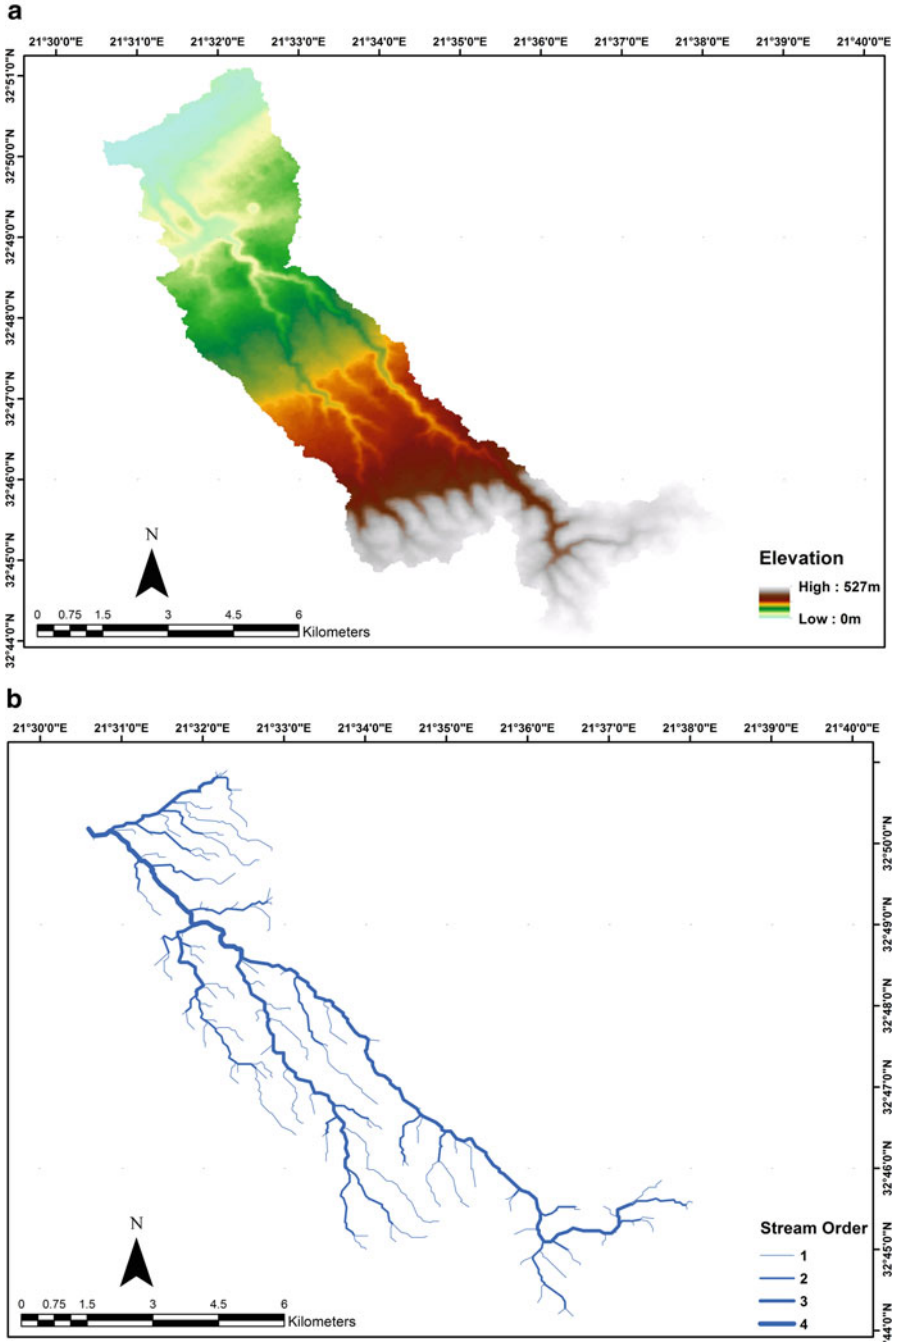 a
21°30'0"E 21°31'0"E 21°32'0"E 21°33'0"E 21°34'0"E 21°35'0"E 21°36'0"E 21°37'0"E 21°38'0"E 21°39'0"E 21°40'0"E
32°51'0"N
32°50'0"N
32°49'0"N
32°48'0"N
32°47'0"N
32°46'0"N
32°45'0"N
32°44'0"N
N
0 0.75 1.5 3 4.5 6
Kilometers
Elevation
High : 527m
Low : 0m
b
21°30'0"E 21°31'0"E 21°32'0"E 21°33'0"E 21°34'0"E 21°35'0"E 21°36'0"E 21°37'0"E 21°38'0"E 21°39'0"E 21°40'0"E
32°50'0"N
32°49'0"N
32°48'0"N
32°47'0"N
32°46'0"N
32°45'0"N
44'0"N
N
0 0.75 1.5 3 4.5 6
Kilometers
Stream Order
1
2
3
4